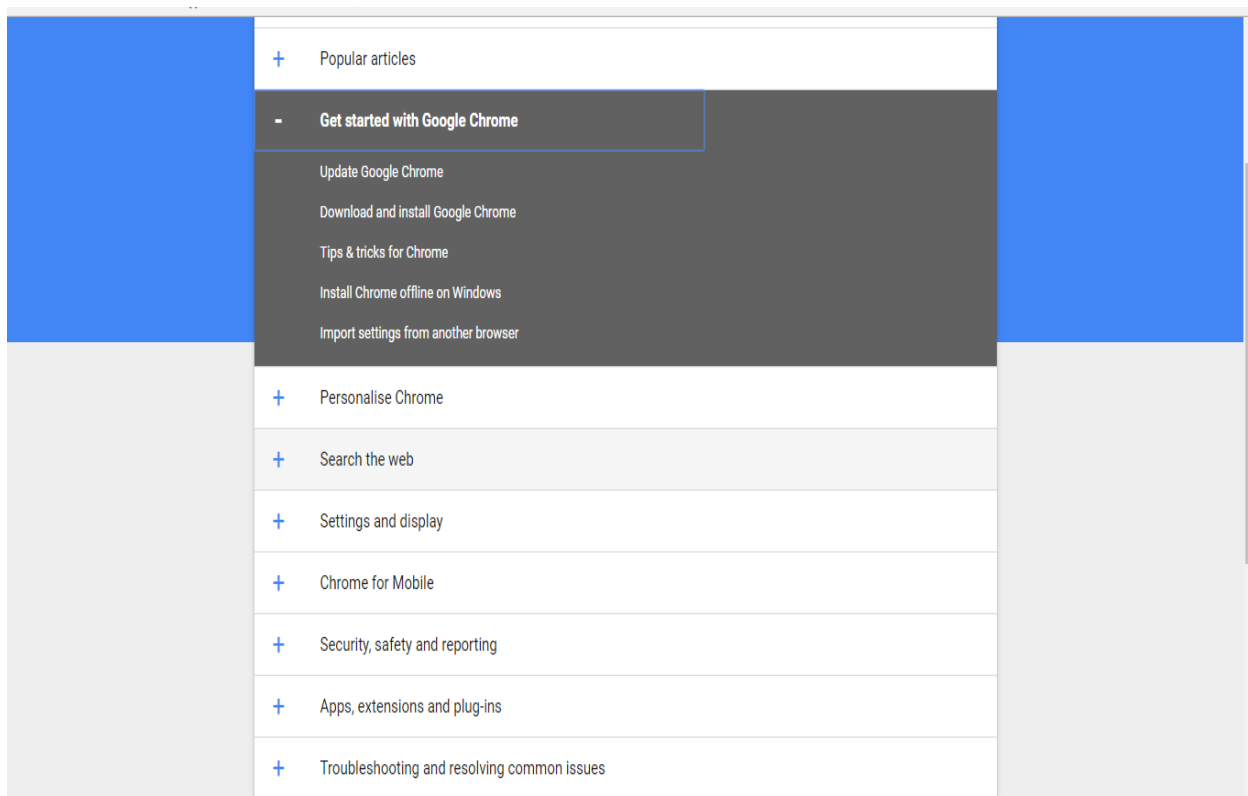 + Popular articles
- Get started with Google Chrome
Update Google Chrome
Download and install Google Chrome
Tips & tricks for Chrome
Install Chrome offline on Windows
Import settings from another browser
+ Personalise Chrome
+ Search the web
+ Settings and display
+ Chrome for Mobile
+ Security, safety and reporting
+ Apps, extensions and plug-ins
+ Troubleshooting and resolving common issues